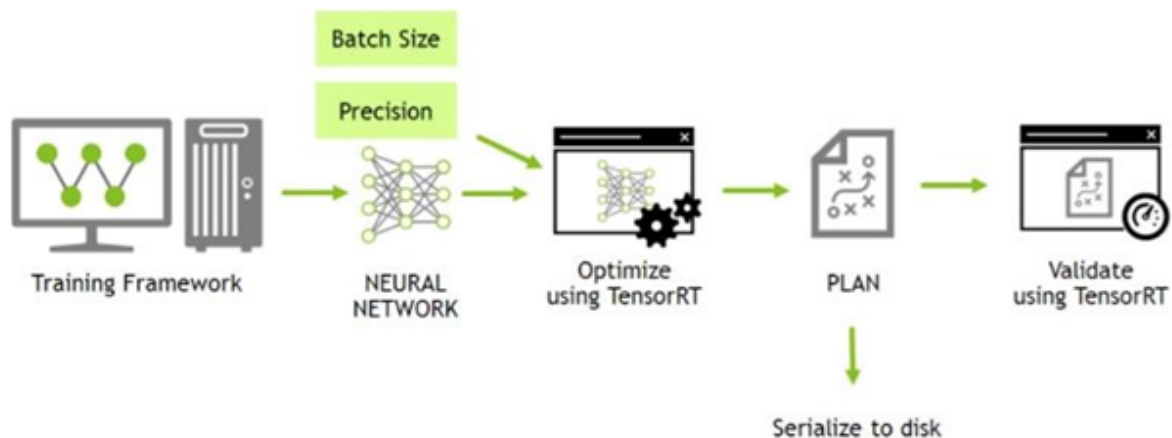 Batch Size
Precision
Training Framework
NEURAL
NETWORK
Optimize
using TensorRT
PLAN
Validate
using TensorRT
Serialize to disk